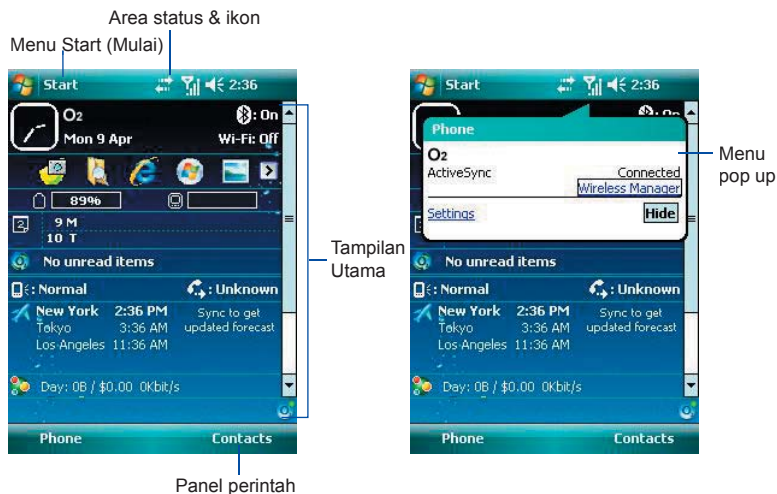 Area status & ikon
Menu Start (Mulai)
Start
2:36
O2
: On
Mon 9 Apr
Wi-Fi: Off
89%
2
9 M
10 T
No unread items
: Normal
: Unknown
New York 2:36 PM
Tokyo 3:36 AM
Los Angeles 11:36 AM
Sync to get
updated forecast
Day: 0B / $0.00 0Kbit/s
Phone
Contacts
Tampilan
Utama
Panel perintah
Start
2:36
: On
Phone
O2
ActiveSync
Connected
Wireless Manager
Settings
Hide
No unread items
: Normal
: Unknown
New York 2:36 PM
Tokyo 3:36 AM
Los Angeles 11:36 AM
Sync to get
updated forecast
Day: 0B / $0.00 0Kbit/s
Phone
Contacts
Menu
pop up